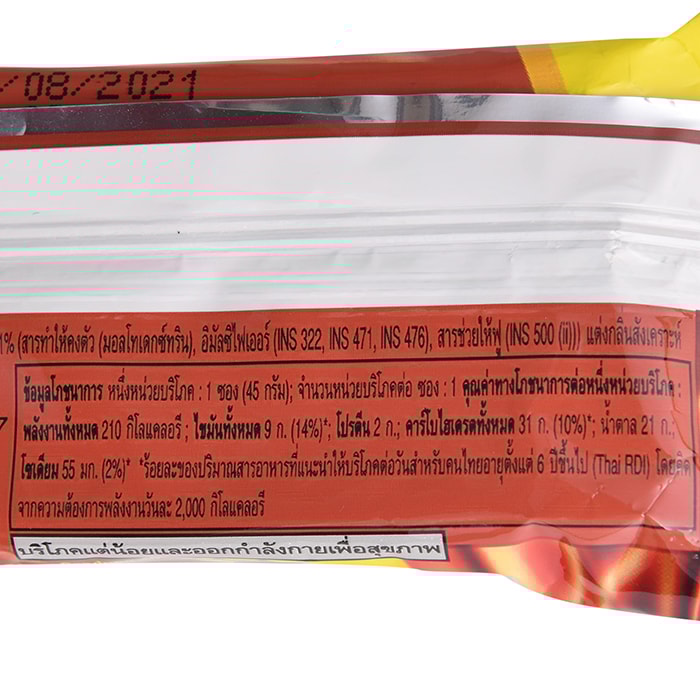 /08/2021
1% (สารทำให้คงตัว (มอลโทเดกซ์ทริน), อิมัลซิไฟเออร์ (INS 322, INS 471, INS 476), สารช่วยให้ฟู (INS 500 (ii))) แต่งกลิ่นสังเคราะห์
ข้อมูลโภชนาการ หนึ่งหน่วยบริโภค : 1 ซอง (45 กรัม); จำนวนหน่วยบริโภคต่อ ซอง : 1 คุณค่าทางโภชนาการต่อหนึ่งหน่วยบริโภค :
พลังงานทั้งหมด 210 กิโลแคลอรี ; ไขมันทั้งหมด 9 ก. (14%)*; โปรตีน 2 ก.; คาร์โบไฮเดรตทั้งหมด 31 ก. (10%)*; น้ำตาล 21 ก.;
โซเดียม 55 มก. (2%)* *ร้อยละของปริมาณสารอาหารที่แนะนำให้บริโภคต่อวันสำหรับคนไทยอายุตั้งแต่ 6 ปีขึ้นไป (Thai RDI) โดยคิด
จากความต้องการพลังงานวันละ 2,000 กิโลแคลอรี
บริโภคแต่น้อยและออกกำลังกายเพื่อสุขภาพ